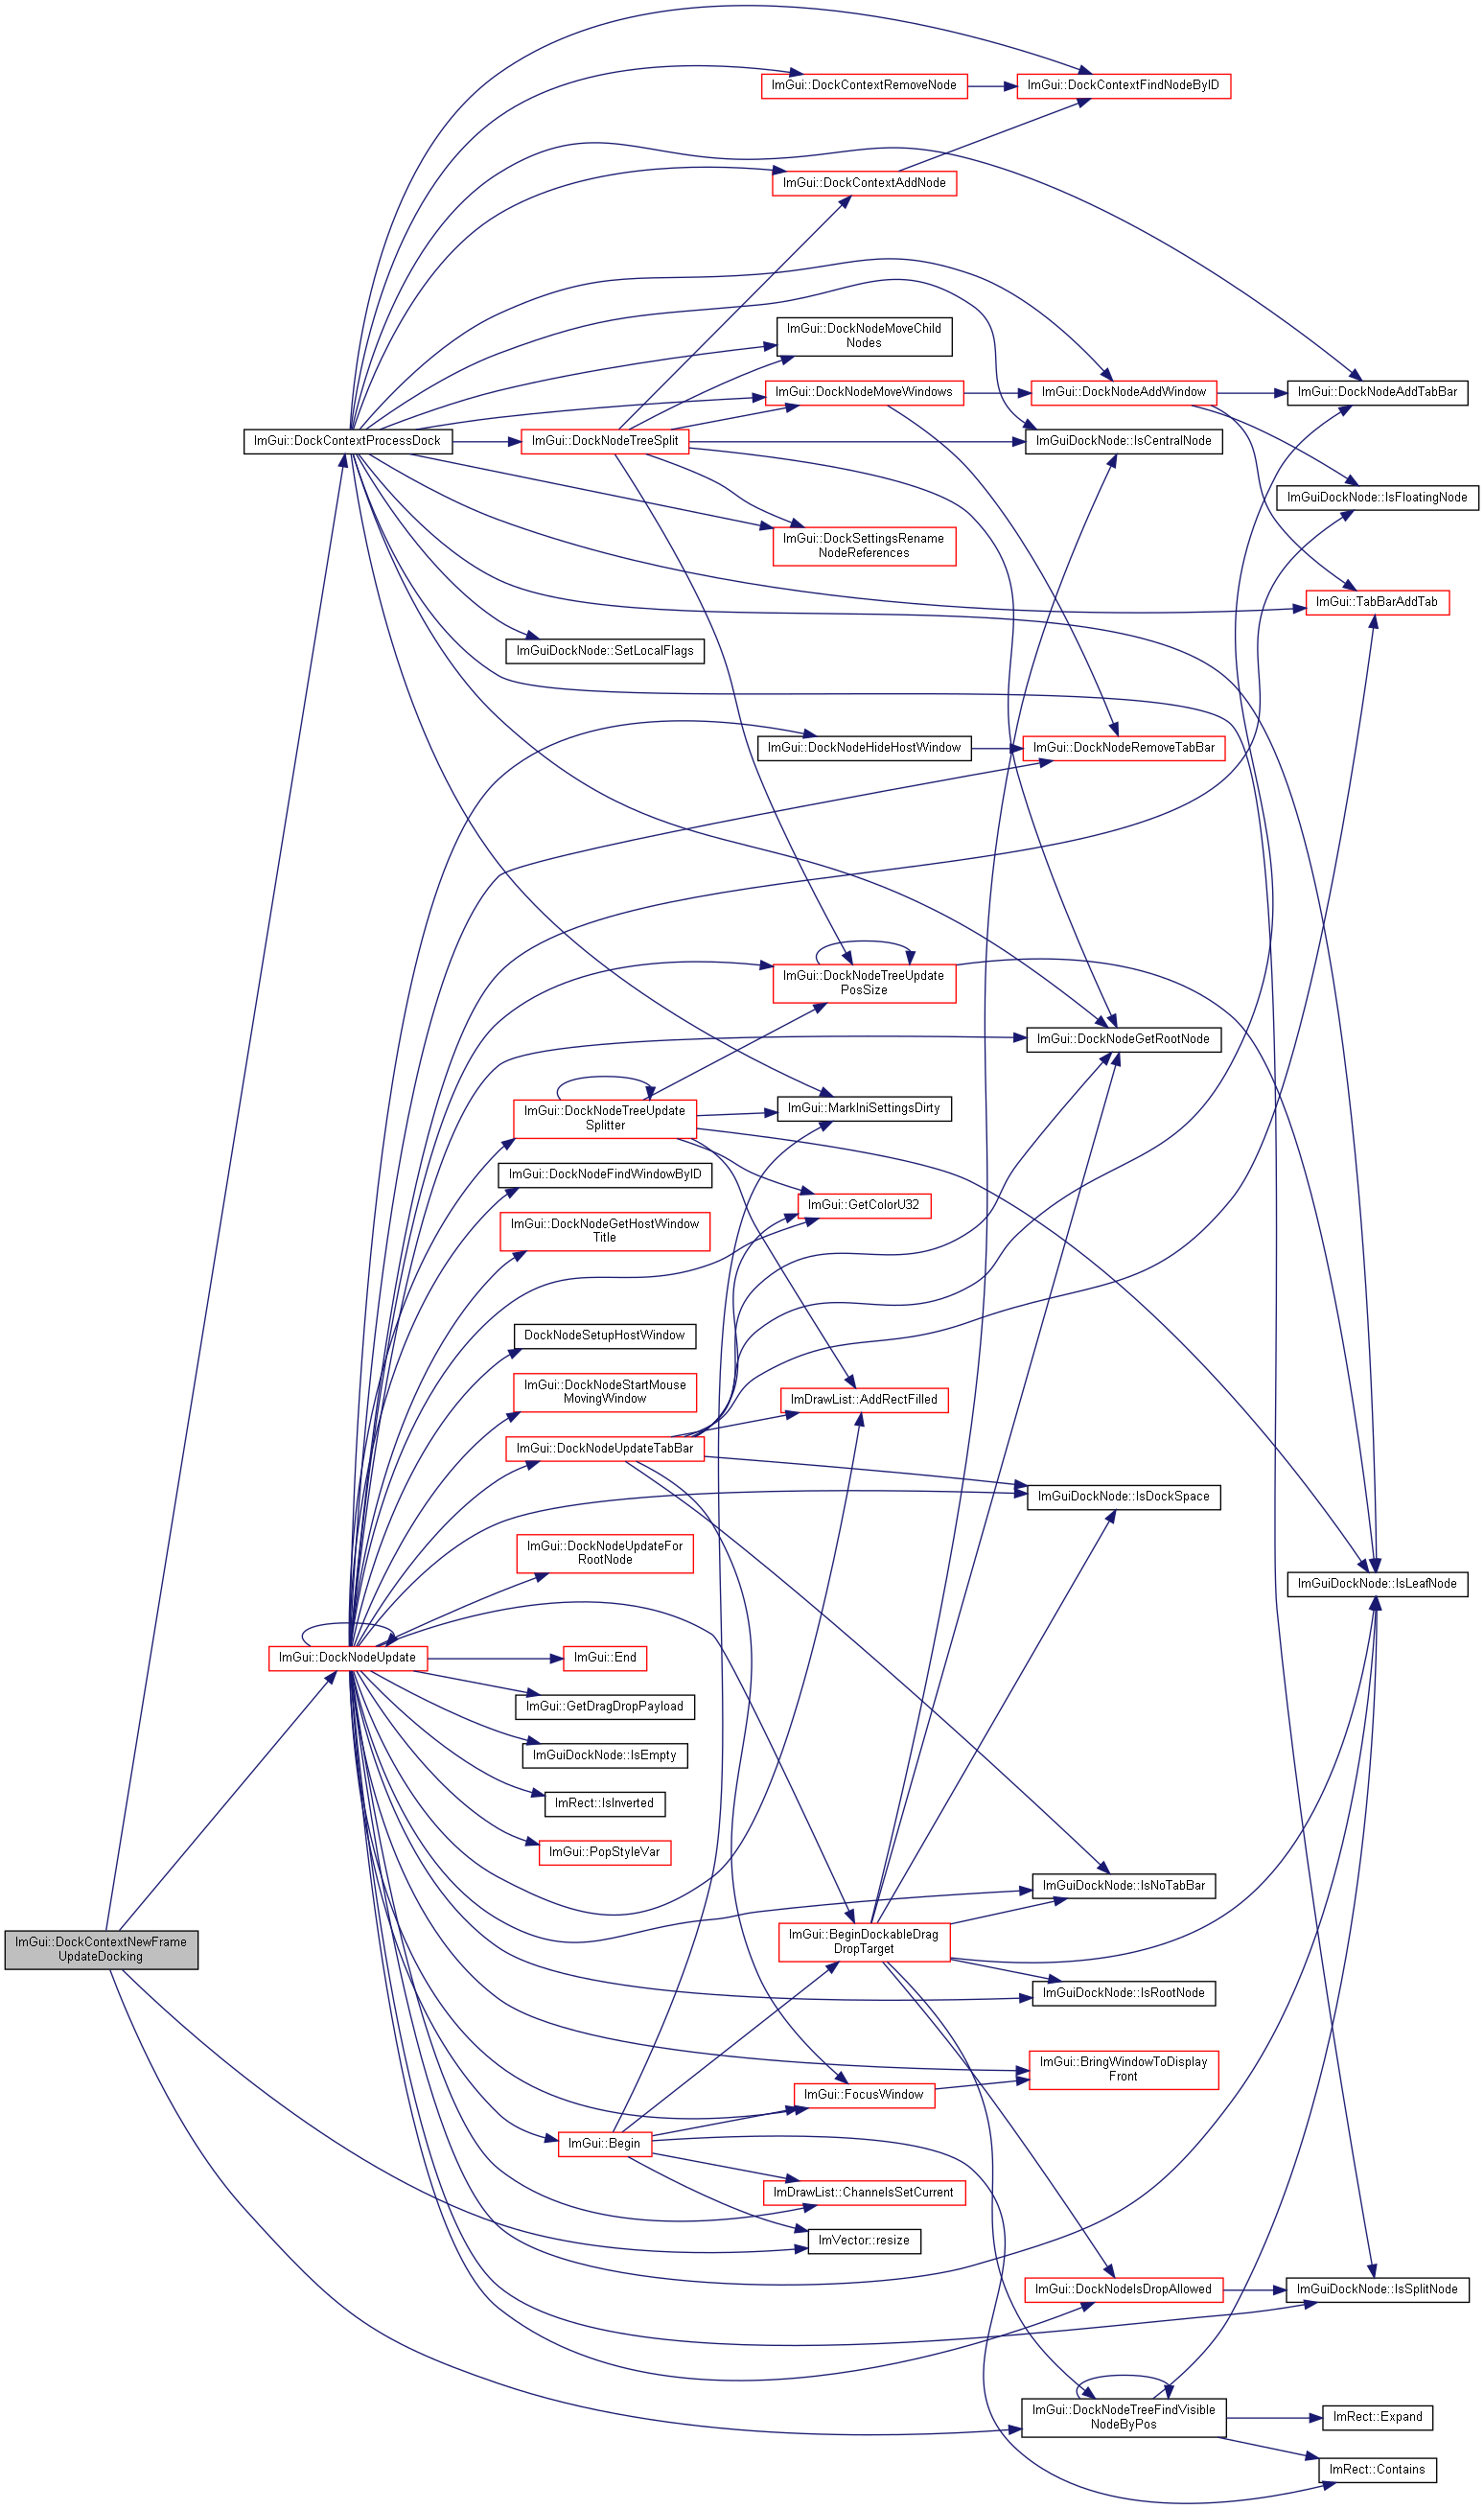 ImGui::DockContextRemoveNode
ImGui::DockContextFindNodeByID
ImGui::DockContextAddNode
ImGui::DockNodeMoveChild
Nodes
ImGui::DockNodeMoveWindows
ImGui::DockNodeAddWindow
ImGui::DockNodeAddTabBar
ImGui::DockContextProcessDock
ImGui::DockNodeTreeSplit
ImGuiDockNode::IsCentralNode
ImGuiDockNode::IsFloatingNode
ImGui::DockSettingsRename
NodeReferences
ImGui::TabBarAddTab
ImGuiDockNode::SetLocalFlags
ImGui::DockNodeHideHostWindow
ImGui::DockNodeRemoveTabBar
ImGui::DockNodeTreeUpdate
PosSize
ImGui::DockNodeGetRootNode
ImGui::DockNodeTreeUpdate
Splitter
ImGui::MarkIniSettingsDirty
ImGui::DockNodeFindWindowByID
ImGui::GetColorU32
ImGui::DockNodeGetHostWindow
Title
DockNodeSetupHostWindow
ImGui::DockNodeStartMouse
MovingWindow
ImDrawList::AddRectFilled
ImGui::DockNodeUpdateTabBar
ImGuiDockNode::IsDockSpace
ImGui::DockNodeUpdateFor
RootNode
ImGuiDockNode::IsLeafNode
ImGui::DockNodeUpdate
ImGui::End
ImGui::GetDragDropPayload
ImGuiDockNode::IsEmpty
ImRect::IsInverted
ImGui::PopStyleVar
ImGuiDockNode::IsNoTabBar
ImGui::DockContextNewFrame
UpdateDocking
ImGui::BeginDockableDrag
DropTarget
ImGuiDockNode::IsRootNode
ImGui::BringWindowToDisplay
Front
ImGui::FocusWindow
ImGui::Begin
ImDrawList::ChannelsSetCurrent
ImVector::resize
ImGui::DockNodeIsDropAllowed
ImGuiDockNode::IsSplitNode
ImGui::DockNodeTreeFindVisible
NodeByPos
ImRect::Expand
ImRect::Contains